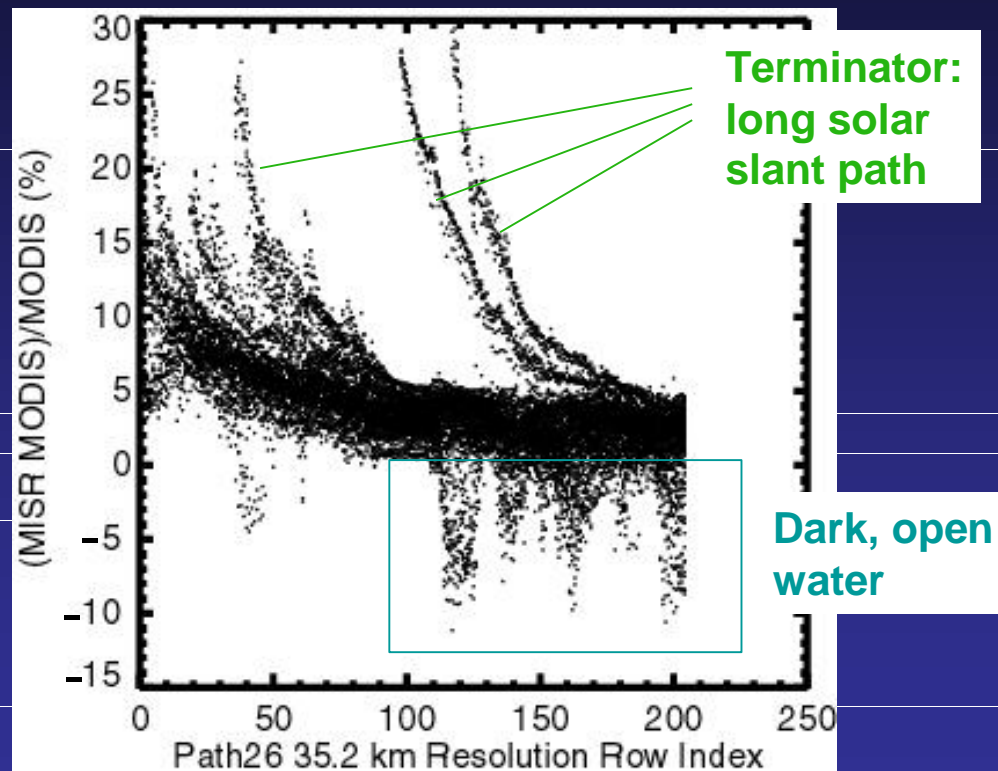 30
25
20
15
10
5
0
−5
−10
−15
(MISR MODIS)/MODIS (%)
0 50 100 150 200 250
Path26 35.2 km Resolution Row Index
Terminator:
long solar
slant path
Dark, open
water